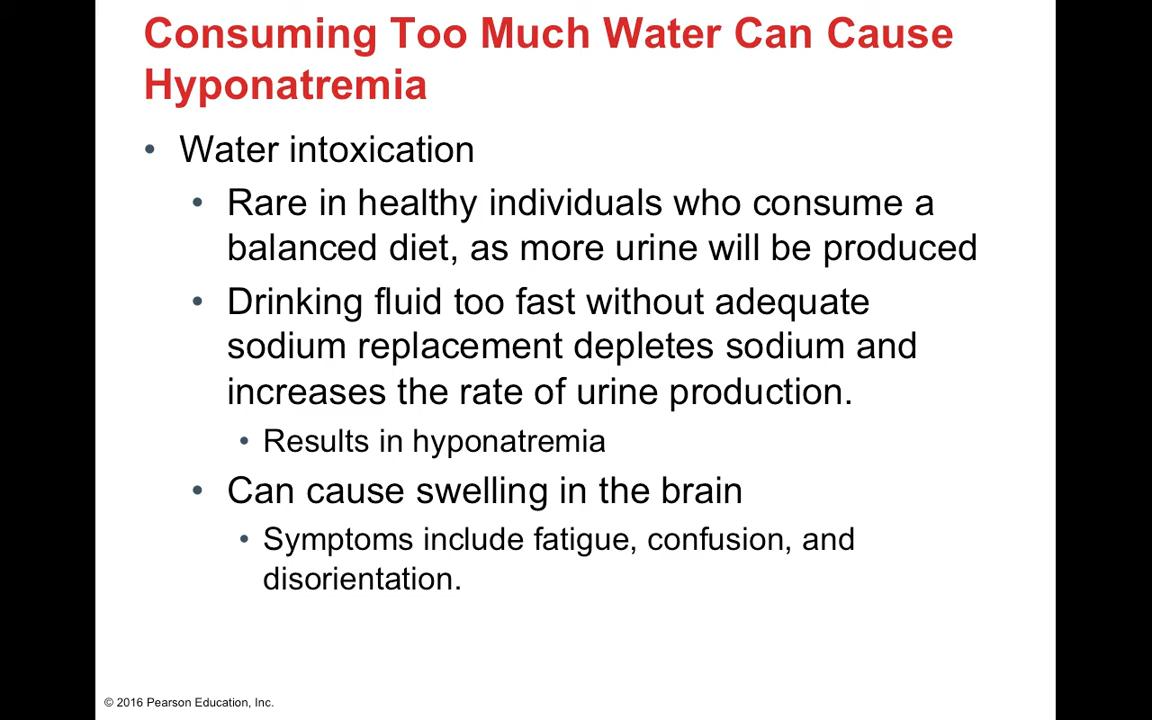 Consuming Too Much Water Can Cause
Hyponatremia
• Water intoxication
• Rare in healthy individuals who consume a
balanced diet, as more urine will be produced
• Drinking fluid too fast without adequate
sodium replacement depletes sodium and
increases the rate of urine production.
• Results in hyponatremia
• Can cause swelling in the brain
• Symptoms include fatigue, confusion, and
disorientation.
© 2016 Pearson Education, Inc.